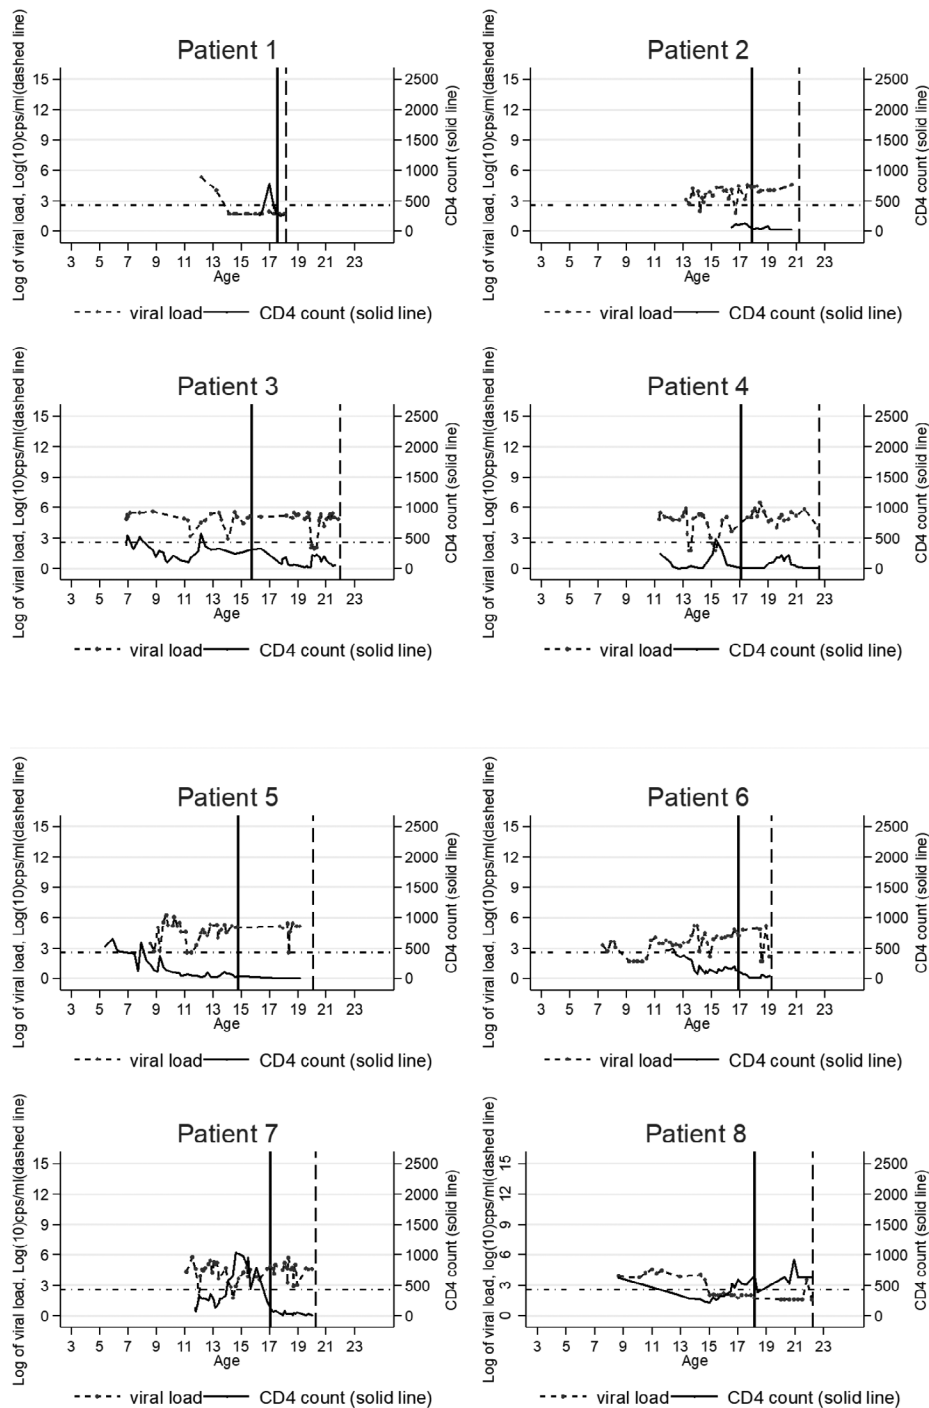 Patient 1
Log of viral load, Log(10)cps/ml(dashed line)
15
12
9
6
3
0
2500
2000
1500
1000
500
0
CD4 count (solid line)
3 5 7 9 11 13 15 17 19 21 23
Age
viral load CD4 count (solid line)
Patient 2
Log of viral load, Log(10)cps/ml(dashed line)
15
12
9
6
3
0
2500
2000
1500
1000
500
0
CD4 count (solid line)
3 5 7 9 11 13 15 17 19 21 23
Age
viral load CD4 count (solid line)
Patient 3
Log of viral load, Log(10)cps/ml(dashed line)
15
12
9
6
3
0
2500
2000
1500
1000
500
0
CD4 count (solid line)
3 5 7 9 11 13 15 17 19 21 23
Age
viral load CD4 count (solid line)
Patient 4
Log of viral load, Log(10)cps/ml(dashed line)
15
12
9
6
3
0
2500
2000
1500
1000
500
0
CD4 count (solid line)
3 5 7 9 11 13 15 17 19 21 23
Age
viral load CD4 count (solid line)
Patient 5
Log of viral load, Log(10)cps/ml(dashed line)
15
12
9
6
3
0
2500
2000
1500
1000
500
0
CD4 count (solid line)
3 5 7 9 11 13 15 17 19 21 23
Age
viral load CD4 count (solid line)
Patient 6
Log of viral load, Log(10)cps/ml(dashed line)
15
12
9
6
3
0
2500
2000
1500
1000
500
0
CD4 count (solid line)
3 5 7 9 11 13 15 17 19 21 23
Age
viral load CD4 count (solid line)
Patient 7
Log of viral load, Log(10)cps/ml(dashed line)
15
12
9
6
3
0
2500
2000
1500
1000
500
0
CD4 count (solid line)
3 5 7 9 11 13 15 17 19 21 23
Age
viral load CD4 count (solid line)
Patient 8
Log of viral load, log(10)cps/ml(dashed line)
15
12
9
6
3
0
2500
2000
1500
1000
500
0
CD4 count (solid line)
3 5 7 9 11 13 15 17 19 21 23
Age
viral load CD4 count (solid line)